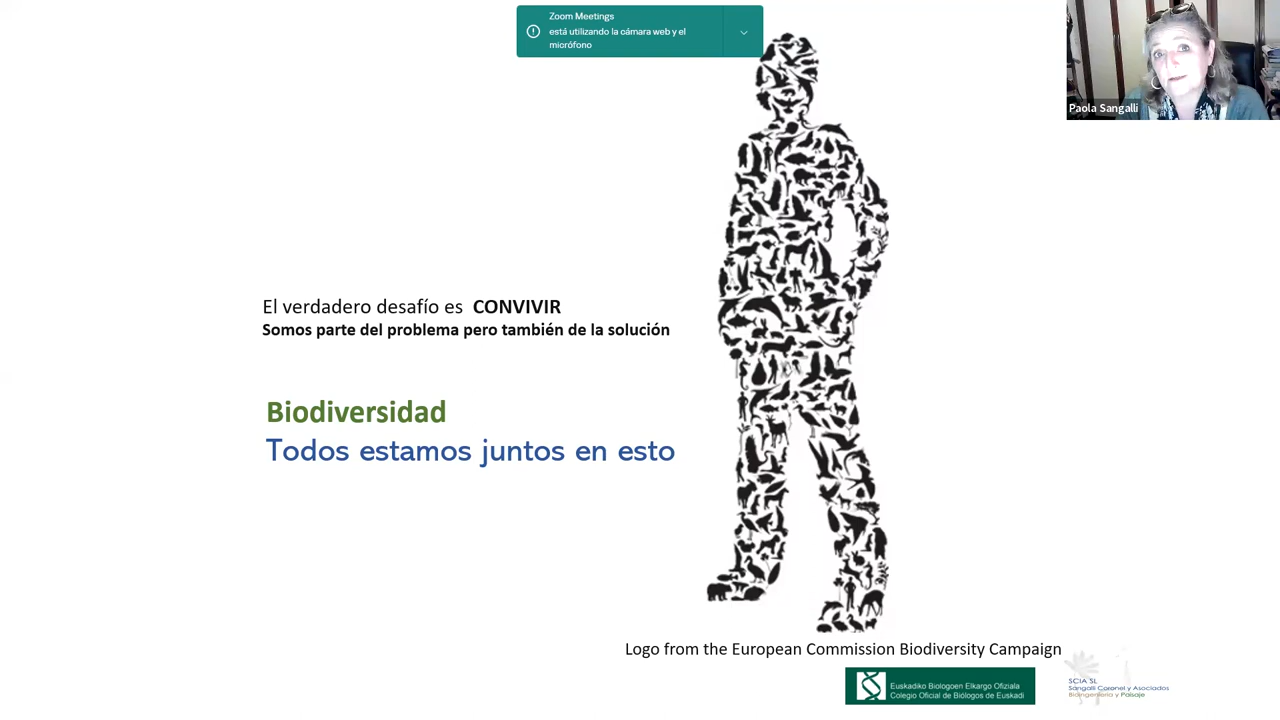 Zoom Meetings
está utilizando la cámara web y el
micrófono
Paola Sangalli
El verdadero desafío es CONVIVIR
Somos parte del problema pero también de la solución
Biodiversidad
Todos estamos juntos en esto
Logo from the European Commission Biodiversity Campaign
Euskadiko Biologoen Elkargo Ofiziala
Colegio Oficial de Biólogos de Euskadi
SCIA SL
Sangalli Coronel y Asociados
Bioingeniería y Paisaje